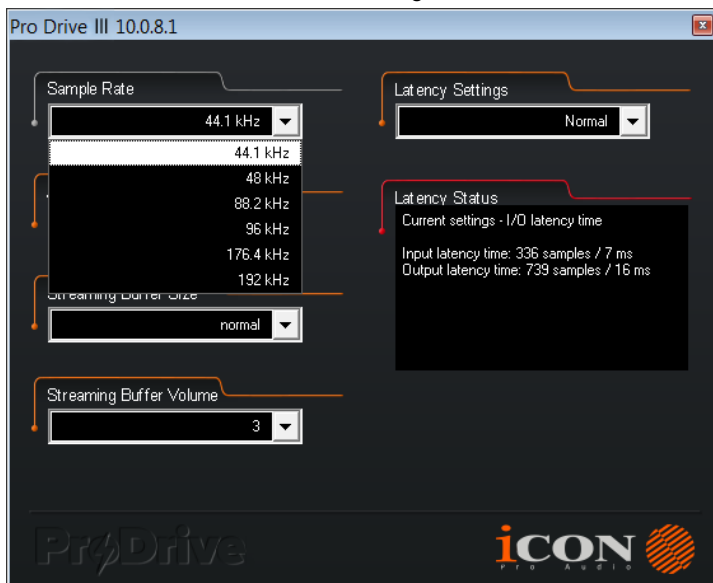 Pro Drive III 10.0.8.1
Sample Rate
44.1 kHz
44.1 kHz
48 kHz
88.2 kHz
96 kHz
176.4 kHz
192 kHz
Streaming Buffer Size
normal
Streaming Buffer Volume
3
Latency Settings
Normal
Latency Status
Current settings - I/O latency time
Input latency time: 336 samples / 7 ms
Output latency time: 739 samples / 16 ms
ProDrive
iCON
Pro Audio